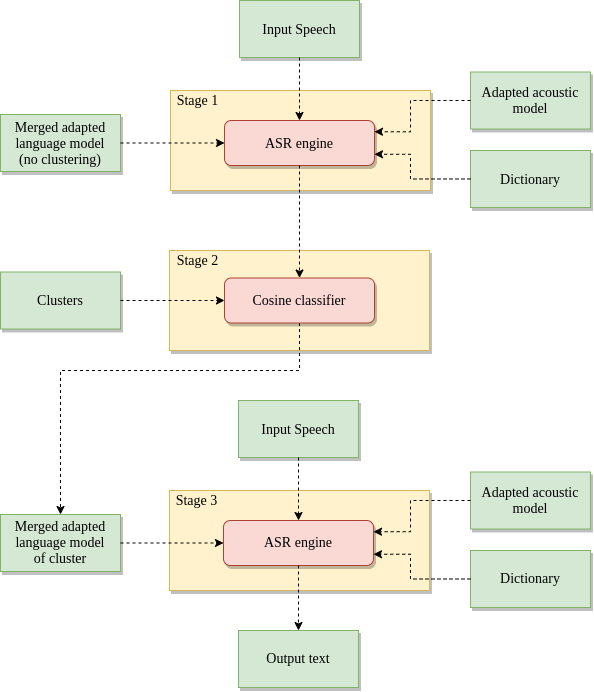 Input Speech
Stage 1
Adapted acoustic
model
Merged adapted
language model
(no clustering)
ASR engine
Dictionary
Stage 2
Clusters
Cosine classifier
Input Speech
Stage 3
Adapted acoustic
model
Merged adapted
language model
of cluster
ASR engine
Dictionary
Output text